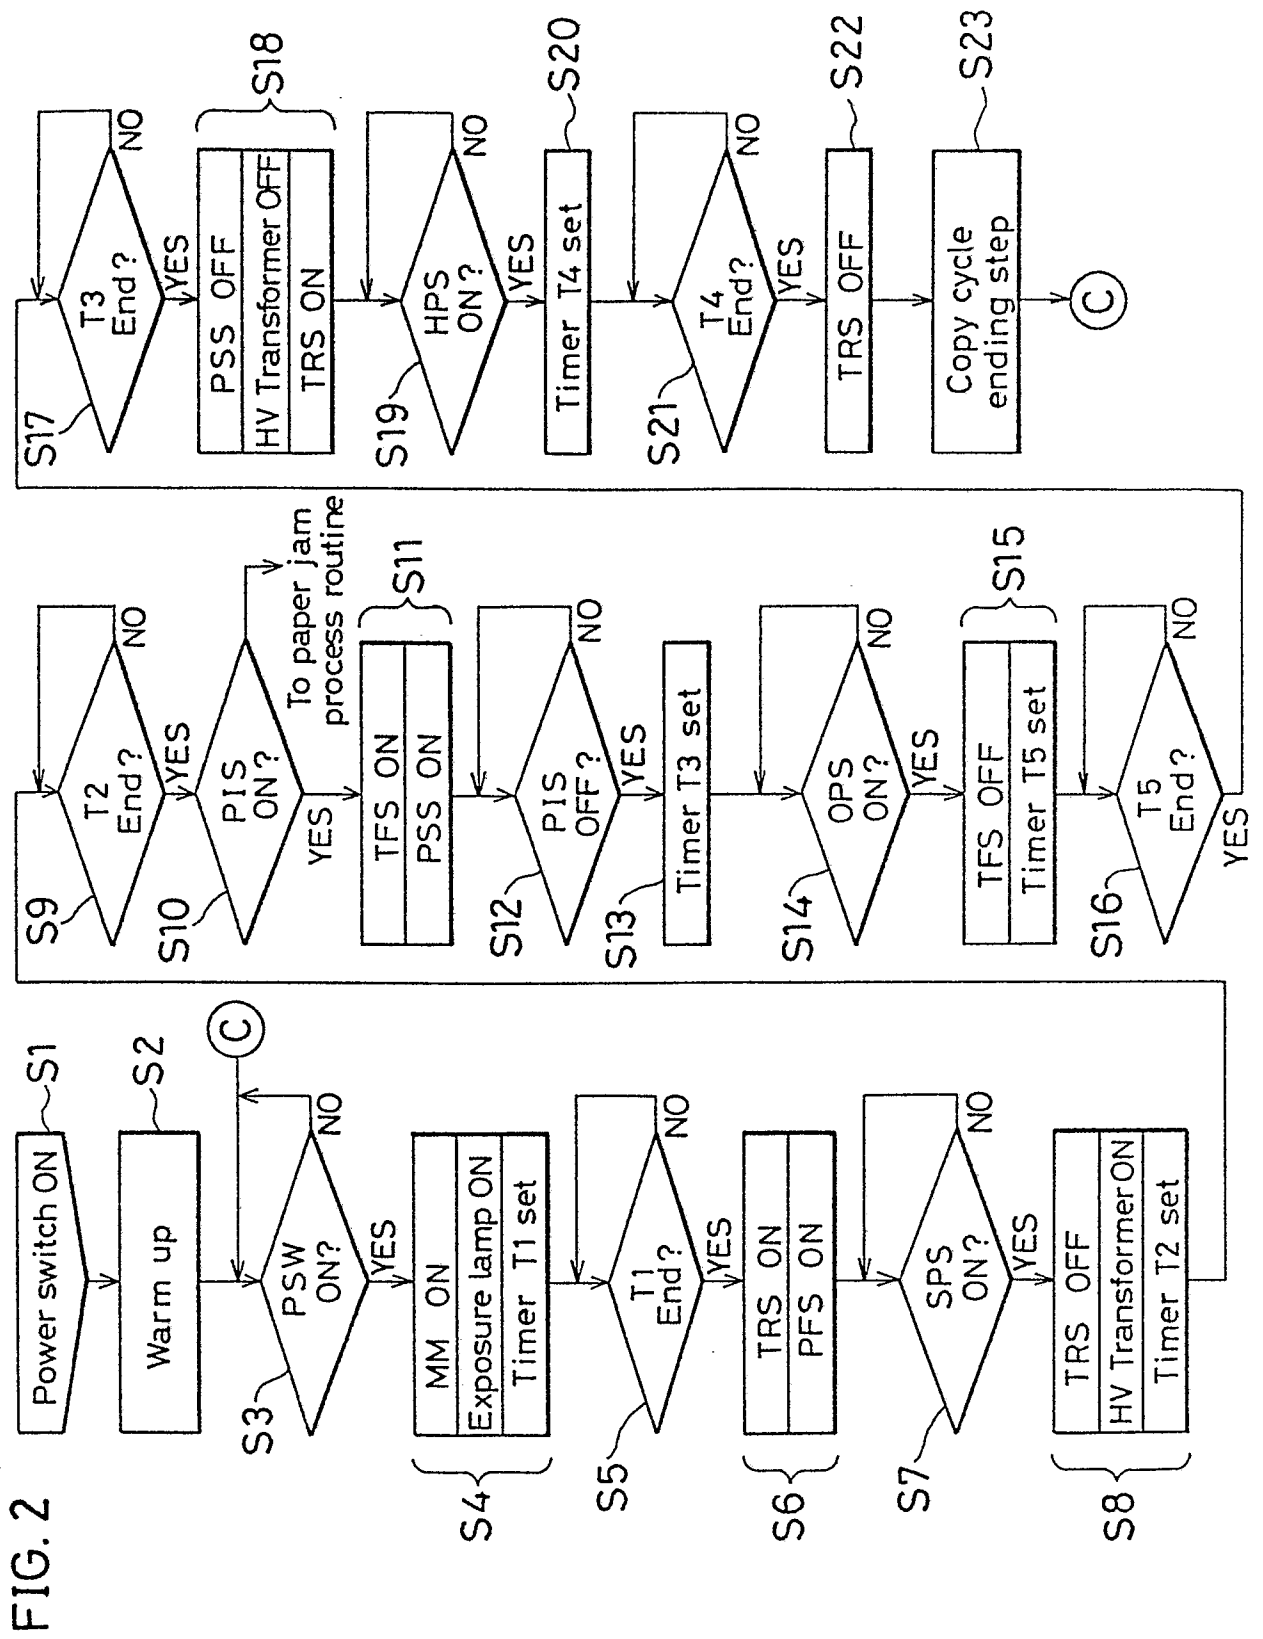 FIG. 2
Power switch ON
S1
Warm up
S2
C
PSW
ON?
S3
NO
YES
MM ON
Exposure lamp ON
Timer T1 set
S4
T1
End?
S5
NO
YES
TRS ON
PFS ON
S6
SPS
ON?
S7
NO
YES
TRS OFF
HV Transformer ON
Timer T2 set
S8
T2
End?
S9
NO
YES
PIS
ON?
S10
To paper jam
process routine
YES
TFS ON
PSS ON
S11
PIS
OFF?
S12
NO
YES
Timer T3 set
S13
OPS
ON?
S14
NO
YES
TFS OFF
Timer T5 set
S15
T5
End?
S16
NO
YES
T3
End?
S17
NO
YES
PSS OFF
HV Transformer OFF
TRS ON
S18
HPS
ON?
S19
NO
YES
Timer T4 set
S20
T4
End?
S21
NO
YES
TRS OFF
S22
Copy cycle
ending step
S23
C